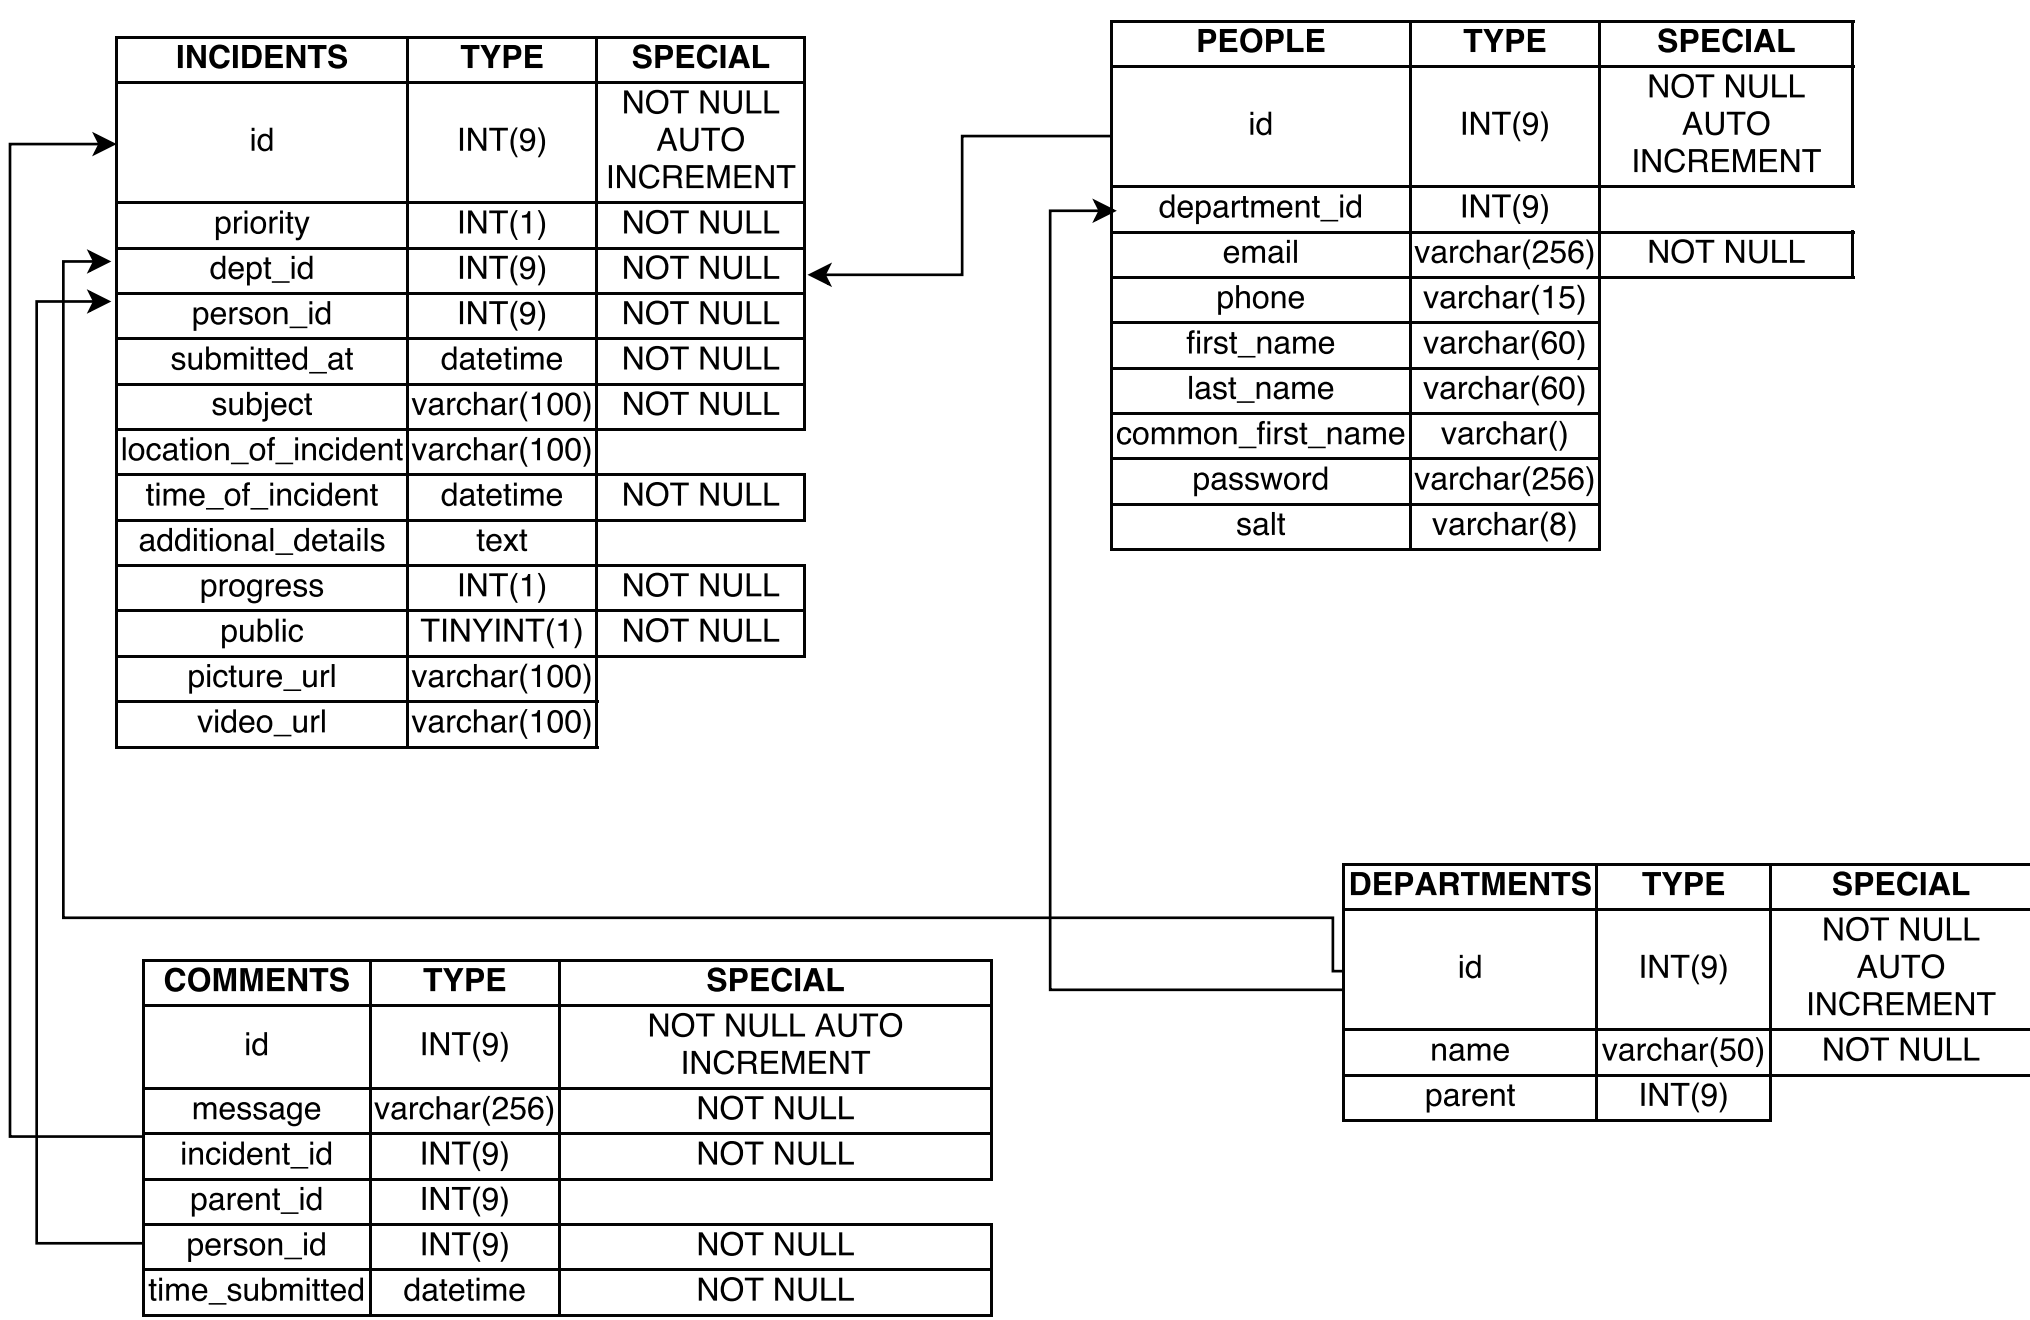 INCIDENTS TYPE SPECIAL
id INT(9) NOT NULL
AUTO
INCREMENT
priority INT(1) NOT NULL
dept_id INT(9) NOT NULL
person_id INT(9) NOT NULL
submitted_at datetime NOT NULL
subject varchar(100) NOT NULL
location_of_incident varchar(100)
time_of_incident datetime NOT NULL
additional_details text
progress INT(1) NOT NULL
public TINYINT(1) NOT NULL
picture_url varchar(100)
video_url varchar(100)
PEOPLE TYPE SPECIAL
id INT(9) NOT NULL
AUTO
INCREMENT
department_id INT(9)
email varchar(256) NOT NULL
phone varchar(15)
first_name varchar(60)
last_name varchar(60)
common_first_name varchar()
password varchar(256)
salt varchar(8)
COMMENTS TYPE SPECIAL
id INT(9) NOT NULL AUTO
INCREMENT
message varchar(256) NOT NULL
incident_id INT(9) NOT NULL
parent_id INT(9)
person_id INT(9) NOT NULL
time_submitted datetime NOT NULL
DEPARTMENTS TYPE SPECIAL
id INT(9) NOT NULL
AUTO
INCREMENT
name varchar(50) NOT NULL
parent INT(9)